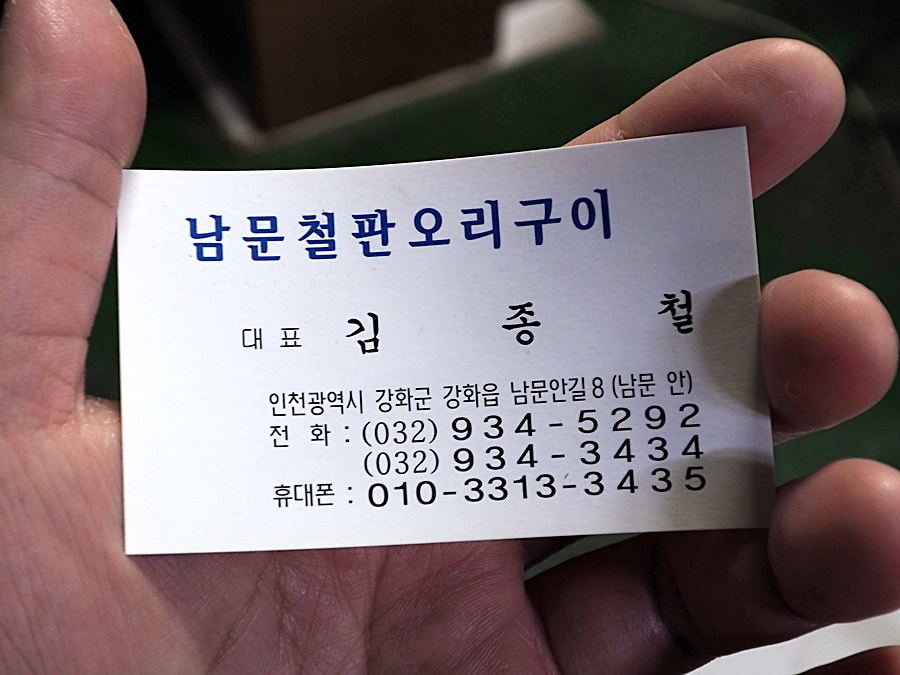 남문철판오리구이
대 표 김 종 철
인천광역시 강화군 강화읍 남문안길 8 (남문 안)
전 화 : (032) 934-5292
(032) 934-3434
휴대폰 : 010-3313-3435